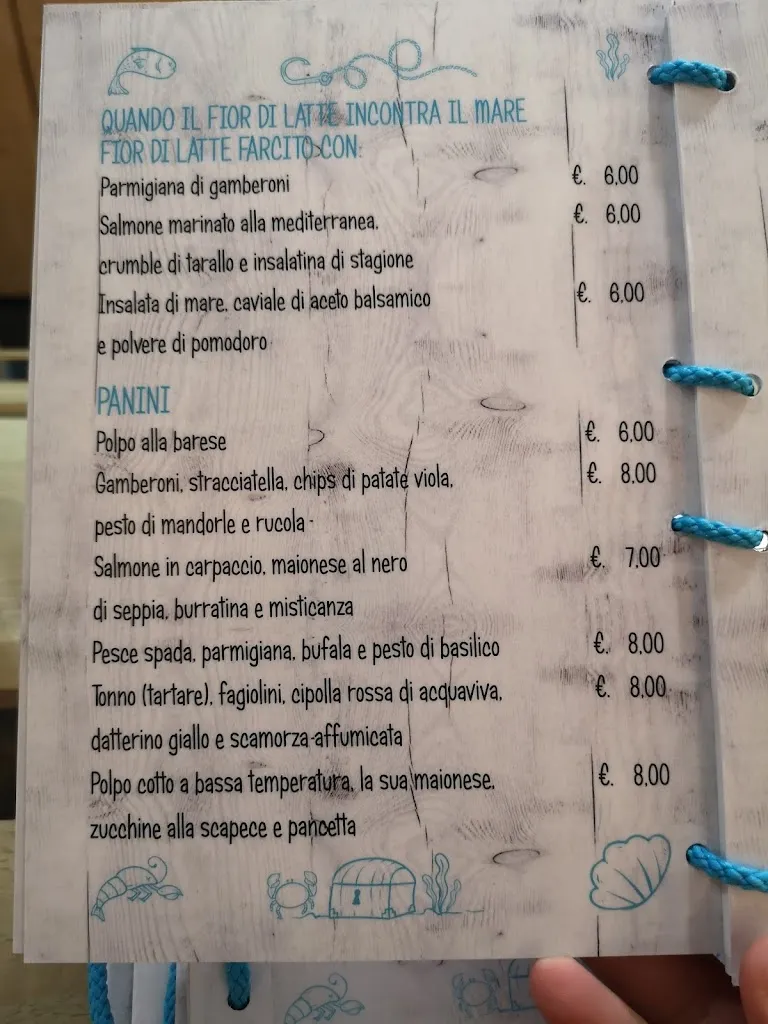 QUANDO IL FIOR DI LATTE INCONTRA IL MARE
FIOR DI LATTE FARCITO CON:
Parmigiana di gamberoni €. 6,00
Salmone marinato alla mediterranea, €. 6,00
crumble di tarallo e insalatina di stagione
Insalata di mare, caviale di aceto balsamico €. 6,00
e polvere di pomodoro
PANINI
Polpo alla barese €. 6,00
Gamberoni, stracciatella, chips di patate viola, €. 8,00
pesto di mandorle e rucola
Salmone in carpaccio, maionese al nero €. 7,00
di seppia, burratina e misticanza
Pesce spada, parmigiana, bufala e pesto di basilico €. 8,00
Tonno (tartare), fagiolini, cipolla rossa di acquaviva, €. 8,00
datterino giallo e scamorza affumicata
Polpo cotto a bassa temperatura, la sua maionese, €. 8,00
zucchine alla scapece e pancetta